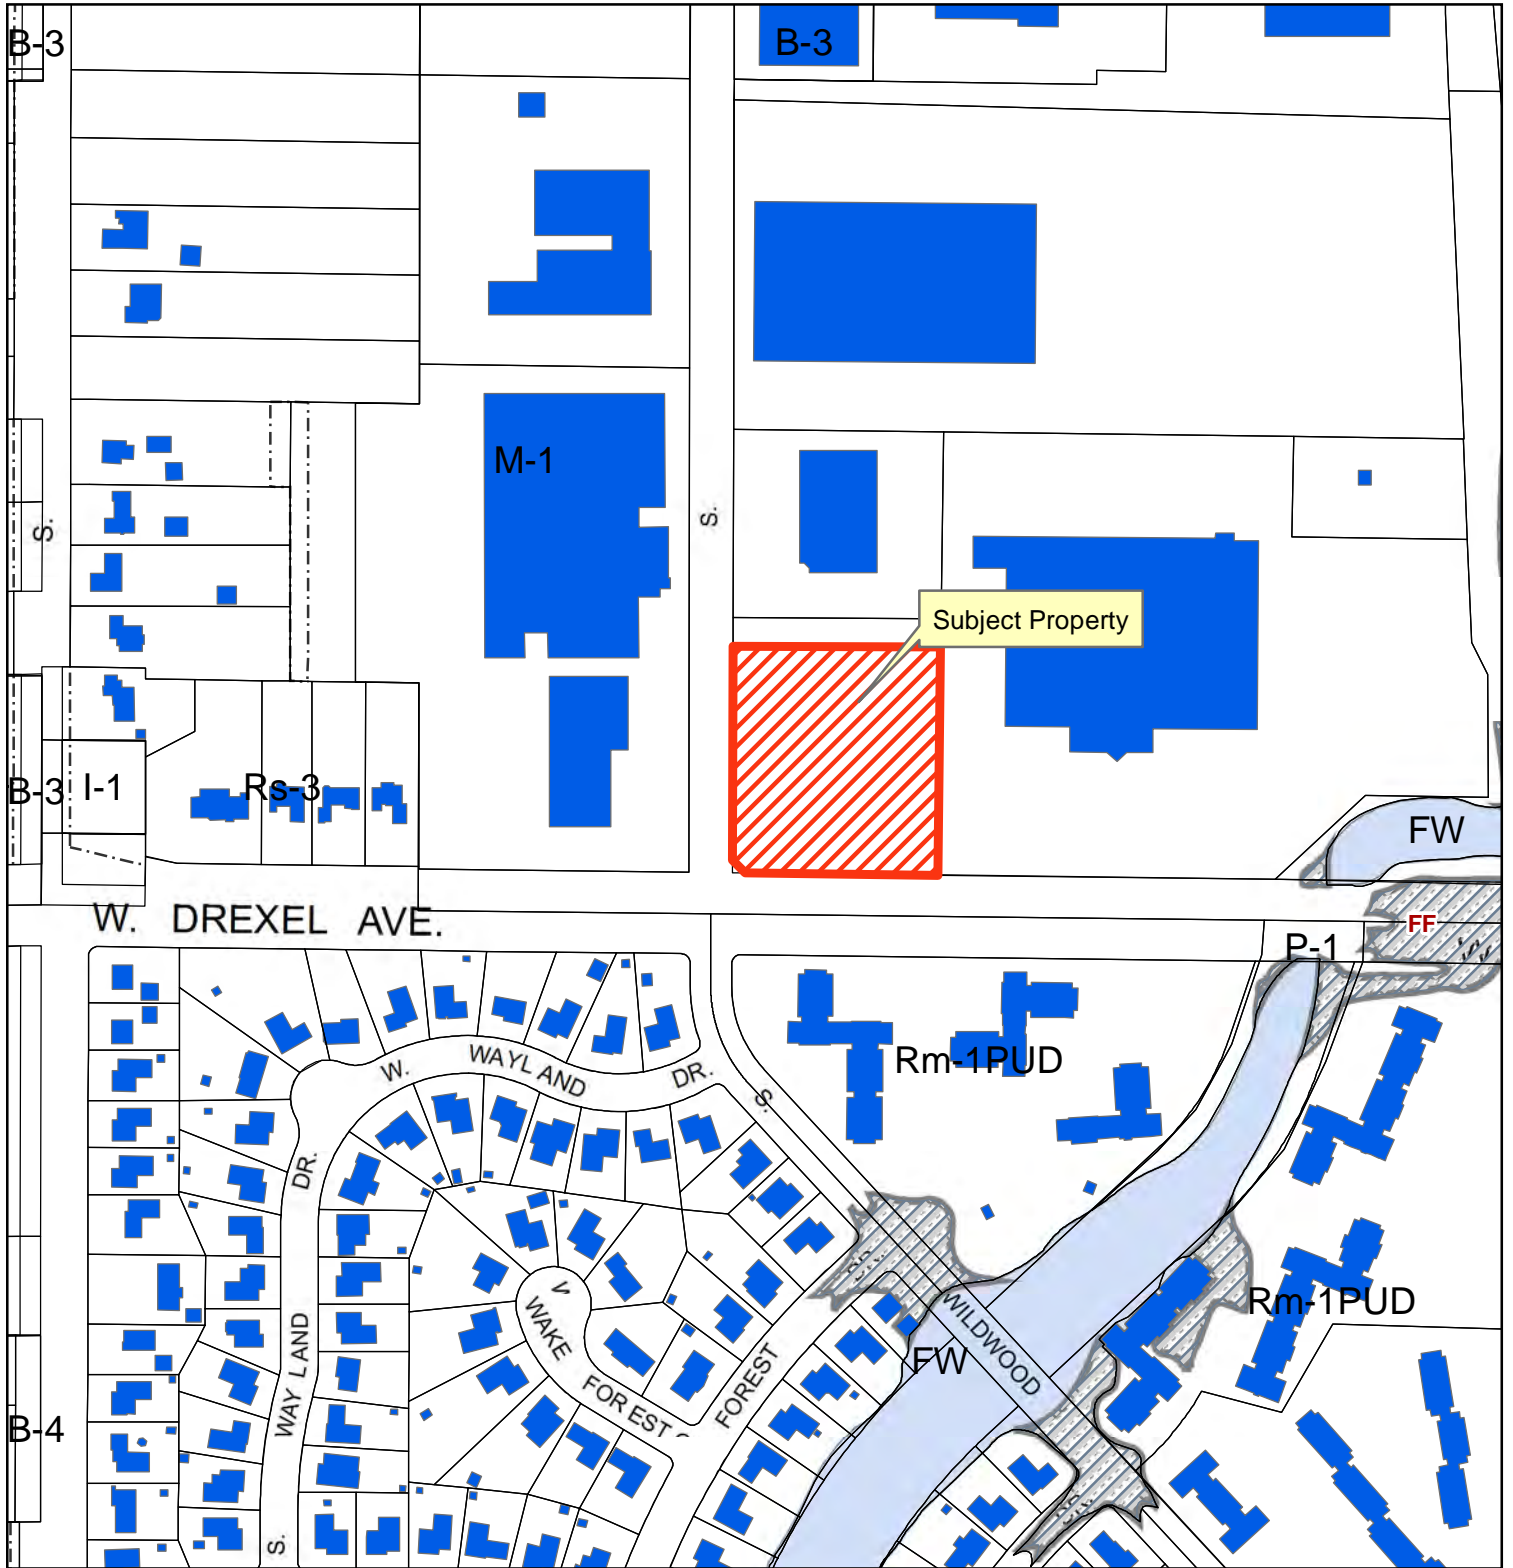 B-3
B-3
M-1
S.
S.
Subject Property
B-3
I-1
Rs-3
FW
W. DREXEL AVE.
FF
P-1
W. WAYLAND DR.
Rm-1PUD
S.
DR.
WAKE FOREST
WILDWOOD
Rm-1PUD
FW
FOREST
WAYLAND
B-4
S.